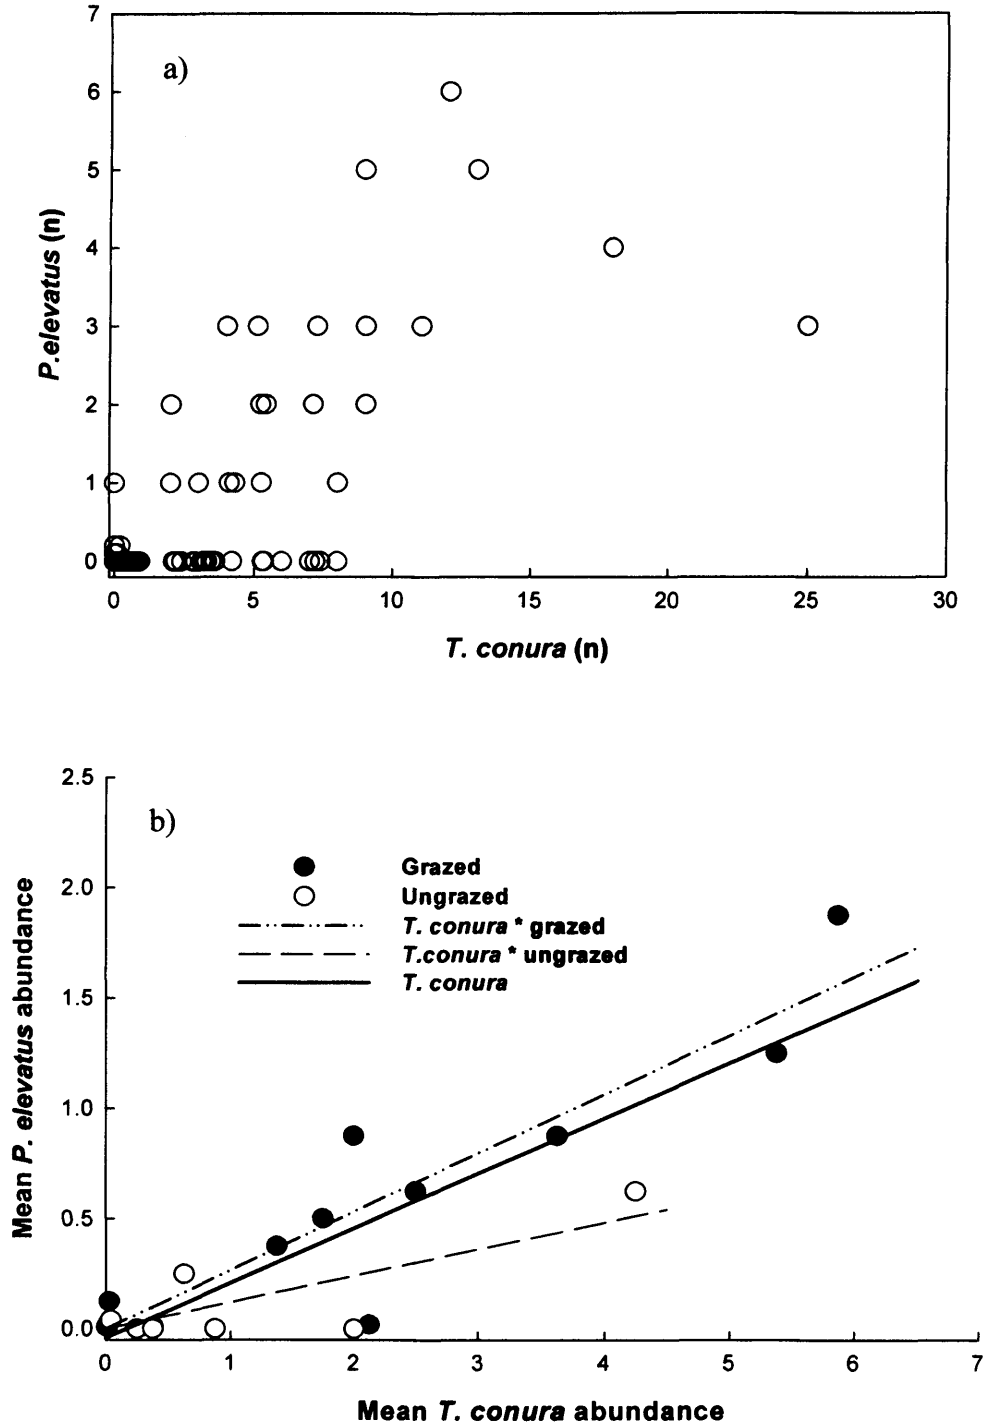 7
a)
6
5
4
3
2
1
0
P.elevatus (n)
0 5 10 15 20 25 30
T. conura (n)
2.5
b)
2.0
1.5
1.0
0.5
0.0
Mean P. elevatus abundance
Grazed
Ungrazed
T. conura * grazed
T.conura * ungrazed
T. conura
0 1 2 3 4 5 6 7
Mean T. conura abundance